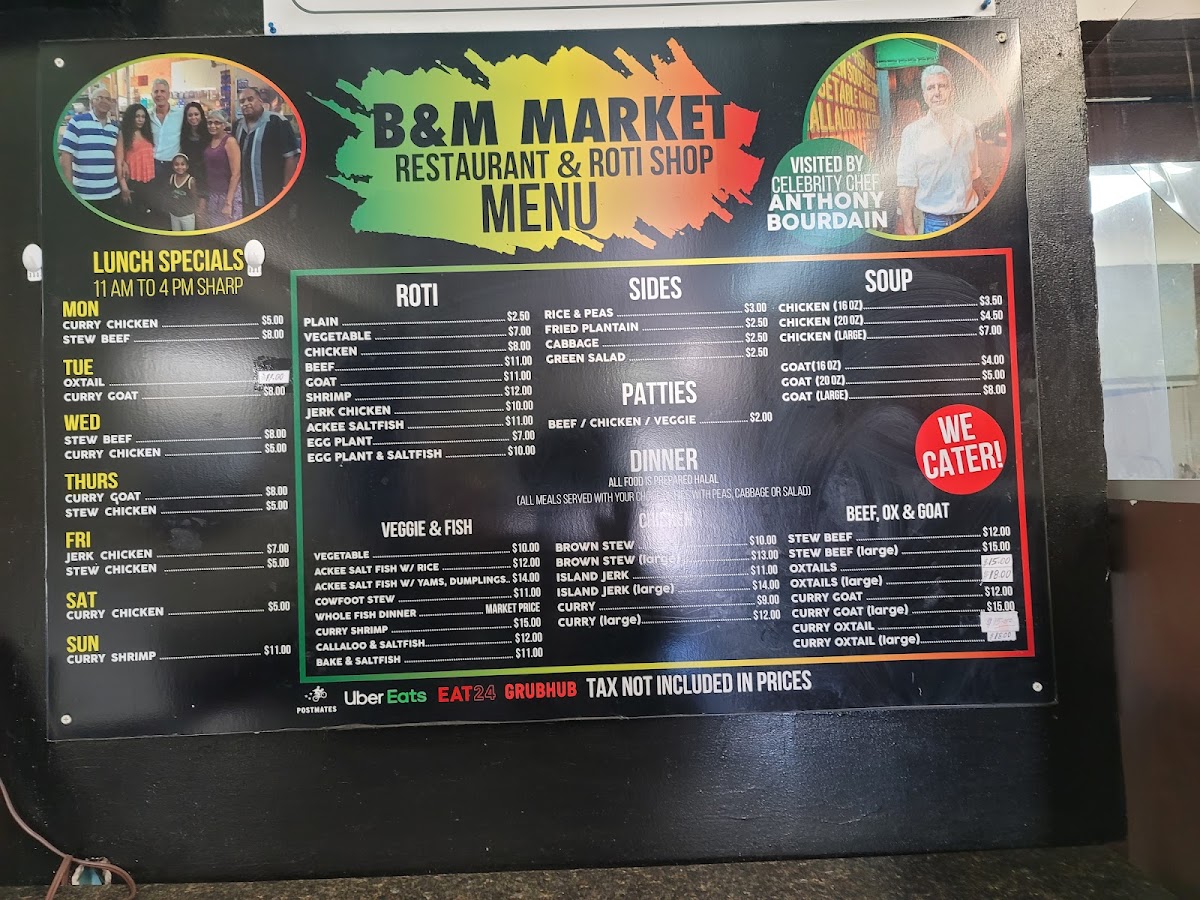 B&M MARKET
RESTAURANT & ROTI SHOP
MENU
VISITED BY
CELEBRITY CHEF
ANTHONY
BOURDAIN
LUNCH SPECIALS
11 AM TO 4 PM SHARP
MON
CURRY CHICKEN $5.00
STEW BEEF $8.00
TUE
OXTAIL
CURRY GOAT $8.00
WED
STEW BEEF $8.00
CURRY CHICKEN $5.00
THURS
CURRY GOAT $8.00
STEW CHICKEN $5.00
FRI
JERK CHICKEN $7.00
STEW CHICKEN $5.00
SAT
CURRY CHICKEN $5.00
SUN
CURRY SHRIMP $11.00
ROTI
PLAIN $2.50
VEGETABLE $7.00
CHICKEN $8.00
BEEF $11.00
GOAT $11.00
SHRIMP $12.00
JERK CHICKEN $10.00
ACKEE SALTFISH $11.00
EGG PLANT $7.00
EGG PLANT & SALTFISH $10.00
SIDES
RICE & PEAS $3.00
FRIED PLANTAIN $2.50
CABBAGE $2.50
GREEN SALAD $2.50
PATTIES
BEEF / CHICKEN / VEGGIE $2.00
SOUP
CHICKEN (16 OZ) $3.50
CHICKEN (20 OZ) $4.50
CHICKEN (LARGE) $7.00
GOAT (16 OZ) $4.00
GOAT (20 OZ) $5.00
GOAT (LARGE) $8.00
WE
CATER!
DINNER
ALL FOOD IS PREPARED HALAL
(ALL MEALS SERVED WITH YOUR WITH PEAS, CABBAGE OR SALAD)
VEGGIE & FISH
VEGETABLE $10.00
ACKEE SALT FISH W/ RICE $12.00
ACKEE SALT FISH W/ YAMS, DUMPLINGS $14.00
COWFOOT STEW $11.00
WHOLE FISH DINNER MARKET PRICE
CURRY SHRIMP $15.00
CALLALOO & SALTFISH $12.00
BAKE & SALTFISH $11.00
CHICKEN
BROWN STEW $10.00
BROWN STEW (large) $13.00
ISLAND JERK $11.00
ISLAND JERK (large) $14.00
CURRY $9.00
CURRY (large) $12.00
BEEF, OX & GOAT
STEW BEEF $12.00
STEW BEEF (large) $15.00
OXTAILS $15.00
OXTAILS (large) $18.00
CURRY GOAT $12.00
CURRY GOAT (large) $15.00
CURRY OXTAIL
CURRY OXTAIL (large)
POSTMATES
Uber Eats
EAT24
GRUBHUB
TAX NOT INCLUDED IN PRICES